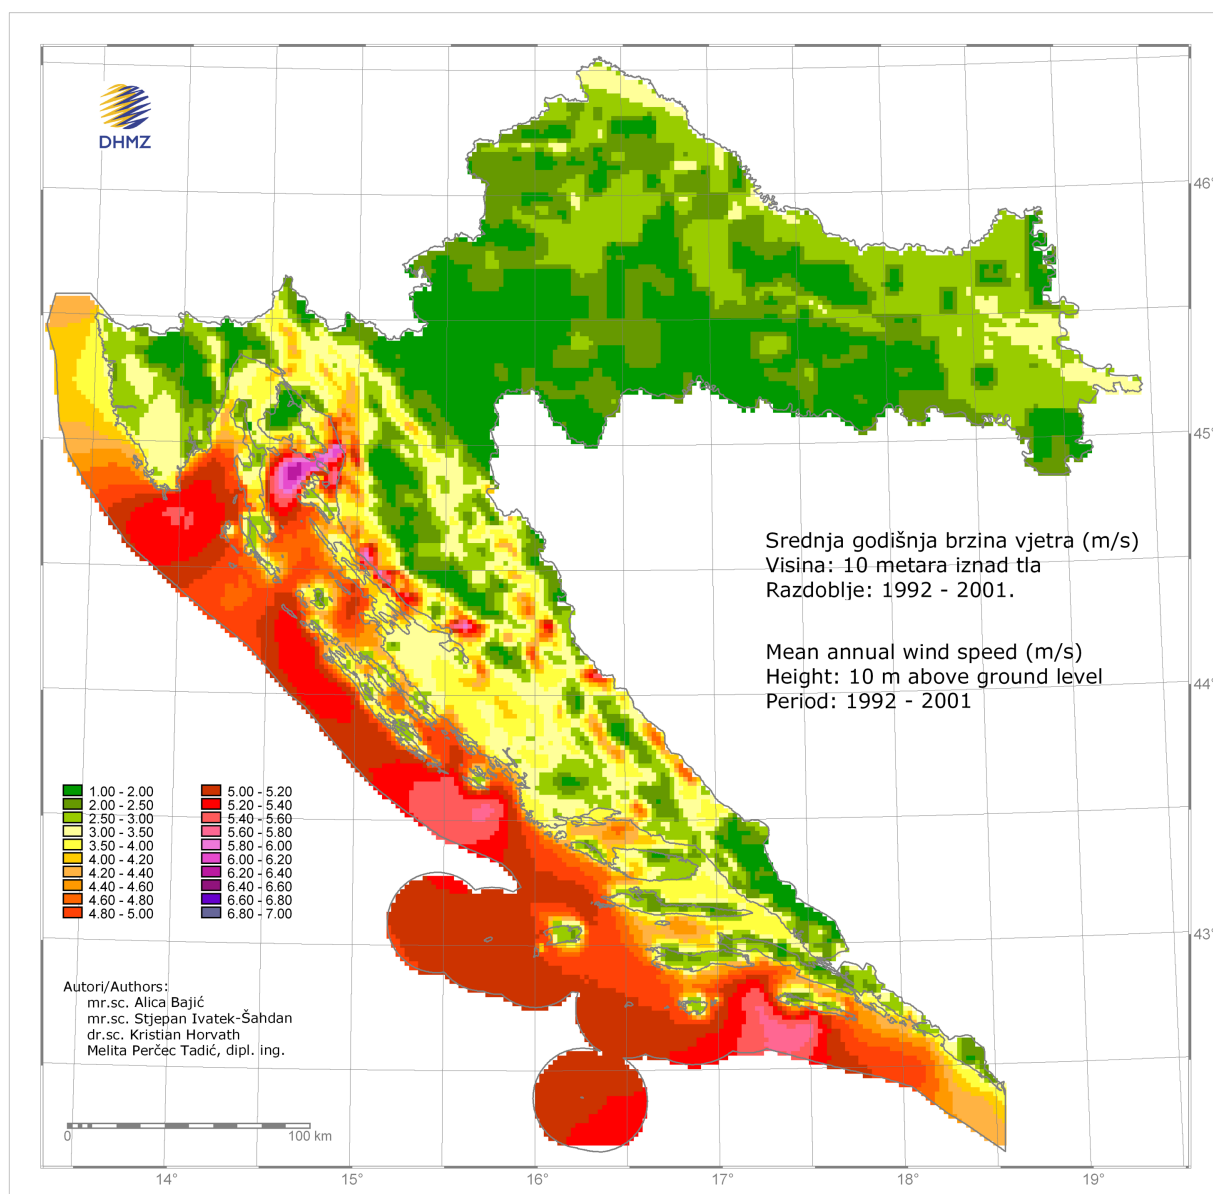 DHMZ
46°
45°
Srednja godišnja brzina vjetra (m/s)
Visina: 10 metara iznad tla
Razdoblje: 1992 - 2001.
Mean annual wind speed (m/s)
Height: 10 m above ground level
Period: 1992 - 2001
44°
1.00 - 2.00
2.00 - 2.50
2.50 - 3.00
3.00 - 3.50
3.50 - 4.00
4.00 - 4.20
4.20 - 4.40
4.40 - 4.60
4.60 - 4.80
4.80 - 5.00
5.00 - 5.20
5.20 - 5.40
5.40 - 5.60
5.60 - 5.80
5.80 - 6.00
6.00 - 6.20
6.20 - 6.40
6.40 - 6.60
6.60 - 6.80
6.80 - 7.00
43°
Autori/Authors:
mr.sc. Alica Bajić
mr.sc. Stjepan Ivatek-Šahdan
dr.sc. Kristian Horvath
Melita Perčec Tadić, dipl. ing.
0 100 km
14° 15° 16° 17° 18° 19°